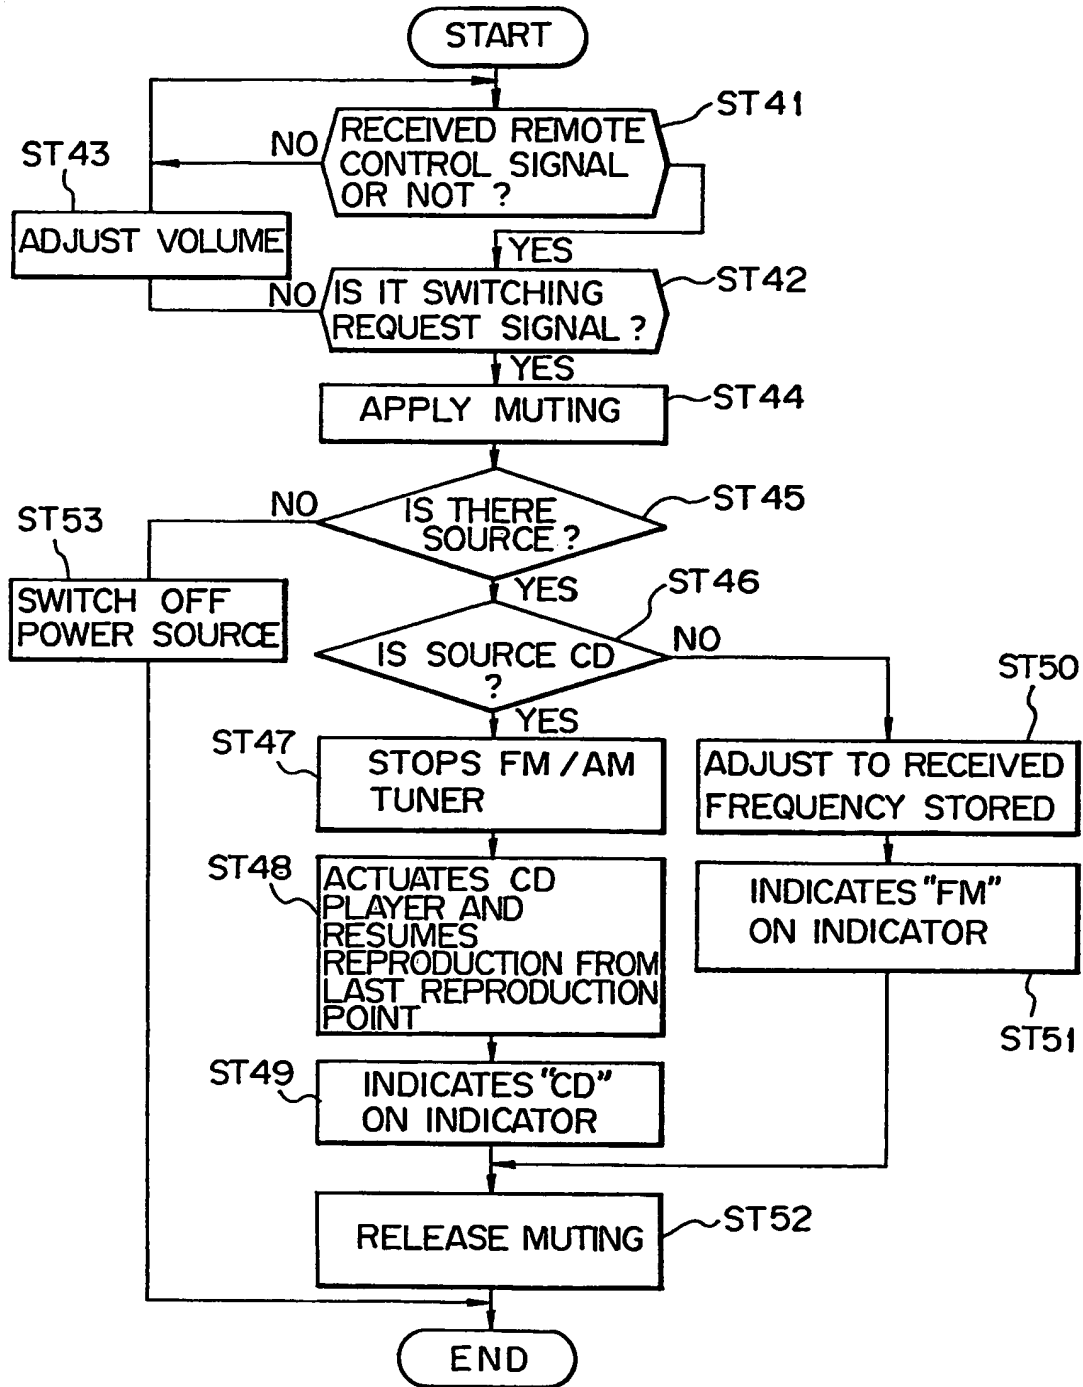 START
ST41
RECEIVED REMOTE
CONTROL SIGNAL
OR NOT ?
NO
ST43
ADJUST VOLUME
YES
ST42
IS IT SWITCHING
REQUEST SIGNAL ?
NO
YES
ST44
APPLY MUTING
ST45
IS THERE
SOURCE ?
NO
ST53
SWITCH OFF
POWER SOURCE
YES
ST46
IS SOURCE CD
?
NO
YES
ST50
ADJUST TO RECEIVED
FREQUENCY STORED
ST47
STOPS FM/AM
TUNER
ST48
ACTUATES CD
PLAYER AND
RESUMES
REPRODUCTION FROM
LAST REPRODUCTION
POINT
INDICATES "FM"
ON INDICATOR
ST51
ST49
INDICATES "CD"
ON INDICATOR
ST52
RELEASE MUTING
END